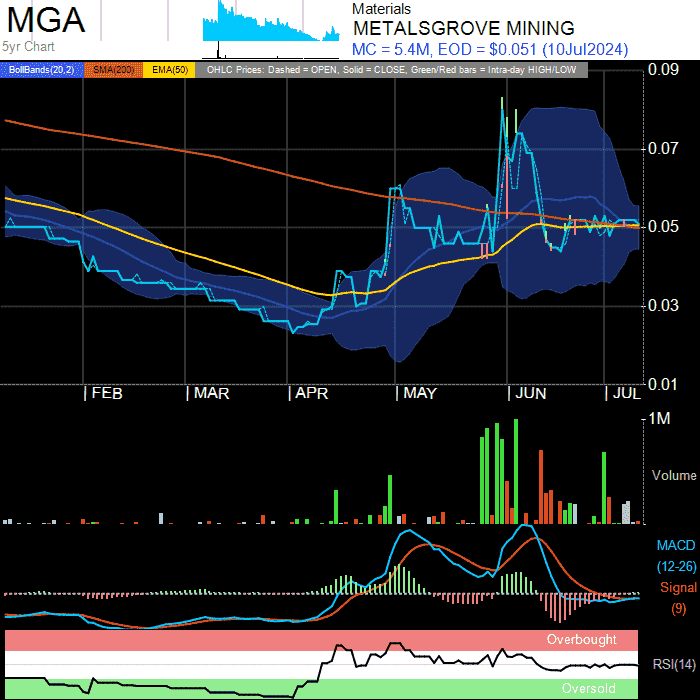 MGA
5yr Chart
Materials
METALSGROVE MINING
MC = 5.4M, EOD = $0.051 (10Jul2024)
BollBands(20,2) SMA(200) EMA(50) OHLC Prices: Dashed = OPEN, Solid = CLOSE, Green/Red bars = Intra-day HIGH/LOW
0.09
0.07
0.05
0.03
0.01
| FEB | MAR | APR | MAY | JUN | JUL
1M
Volume
MACD
(12-26)
Signal
(9)
Overbought
RSI(14)
Oversold